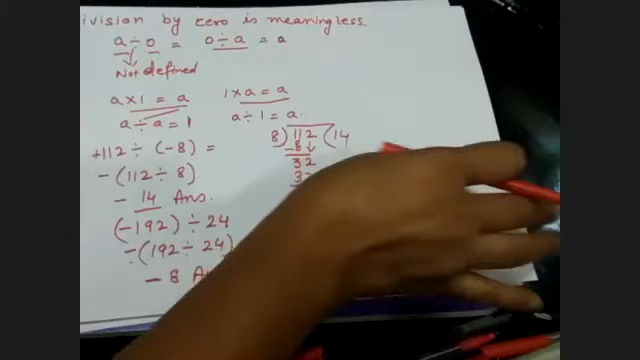 ivision by zero is meaningless.
a ÷ 0 = 0 ÷ a = a
Not defined
a × 1 = a 1 × a = a
a ÷ a = 1 a ÷ 1 = a.
+112 ÷ (-8) = 8) 112 (14
- (112 ÷ 8) -8↓
32
- 14 Ans. 3
(-192) ÷ 24
- (192 ÷ 24)
- 8 A